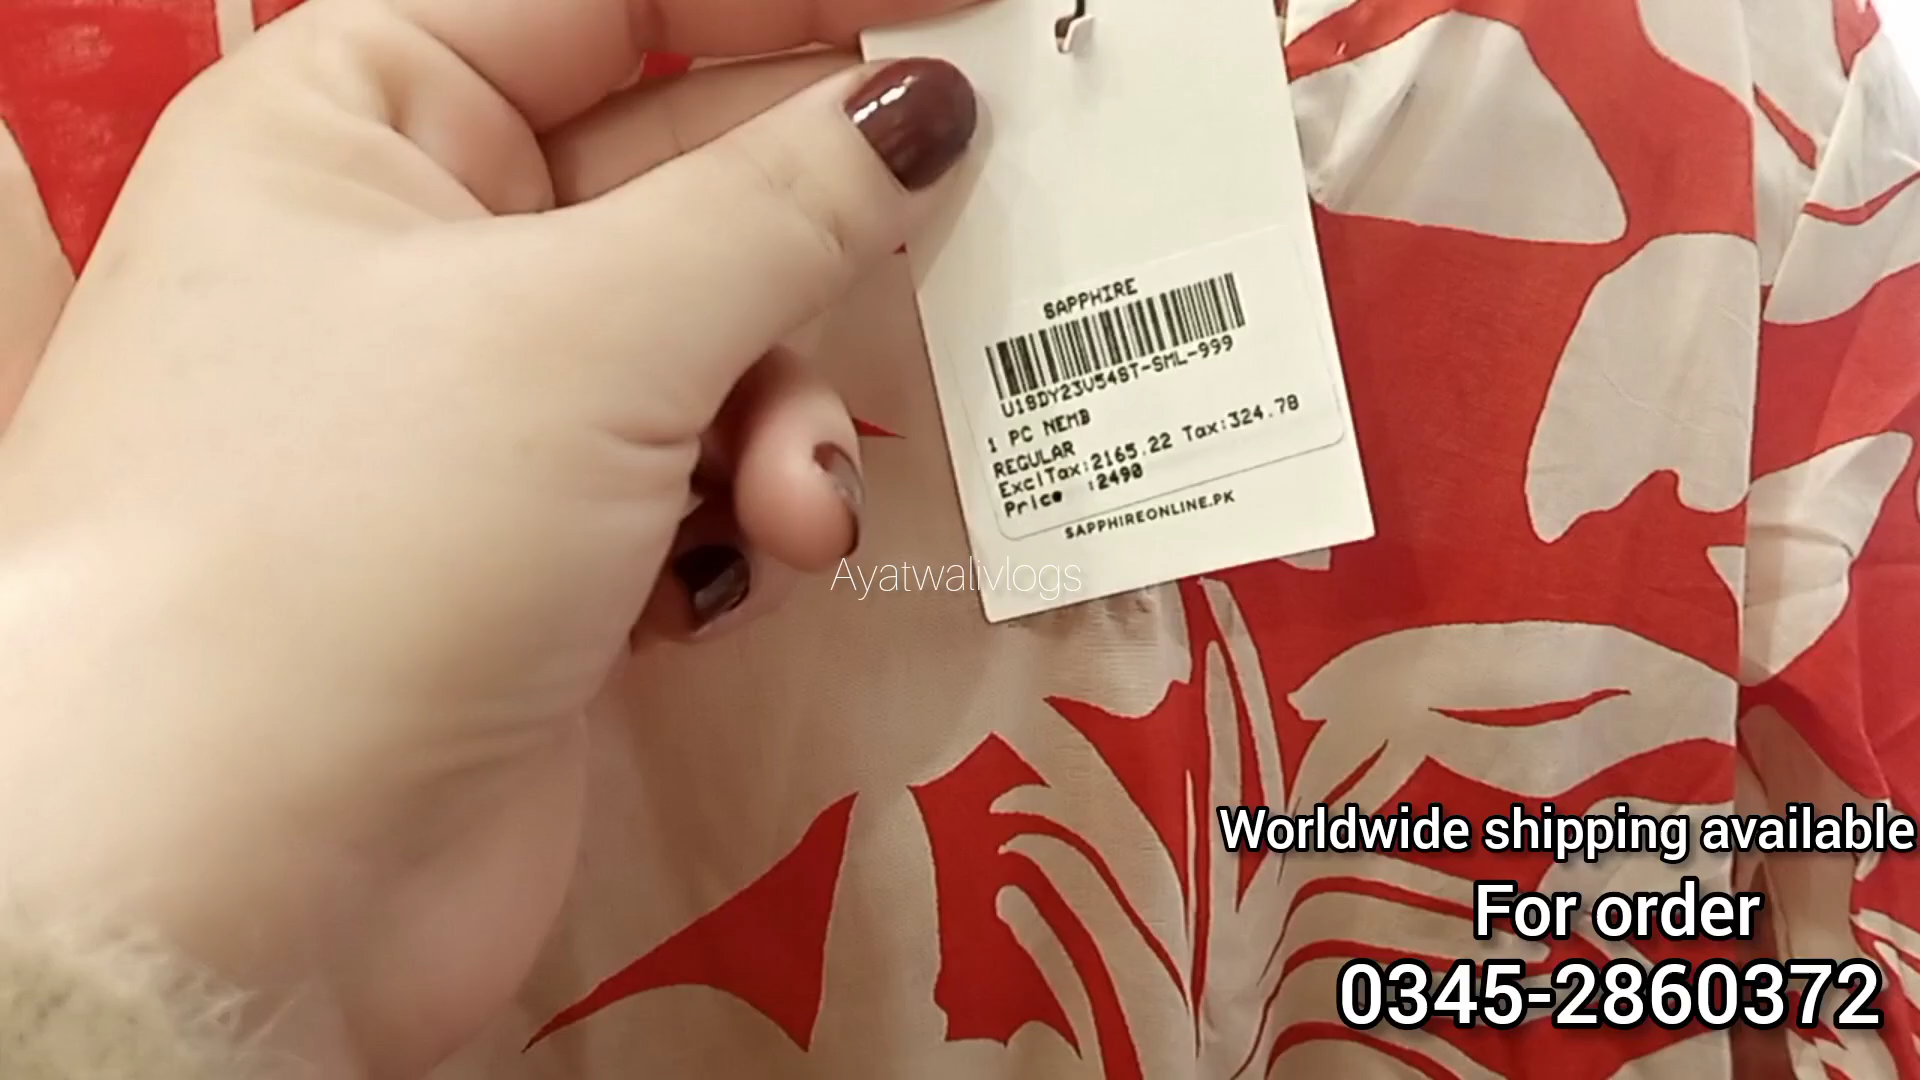 SAPPHIRE
U18DY23V548T-SML-999
1 PC NEMB
REGULAR
ExclTax:2165.22 Tax:324.78
Price :2490
SAPPHIREONLINE.PK
Ayatwalivlogs
Worldwide shipping available
For order
0345-2860372